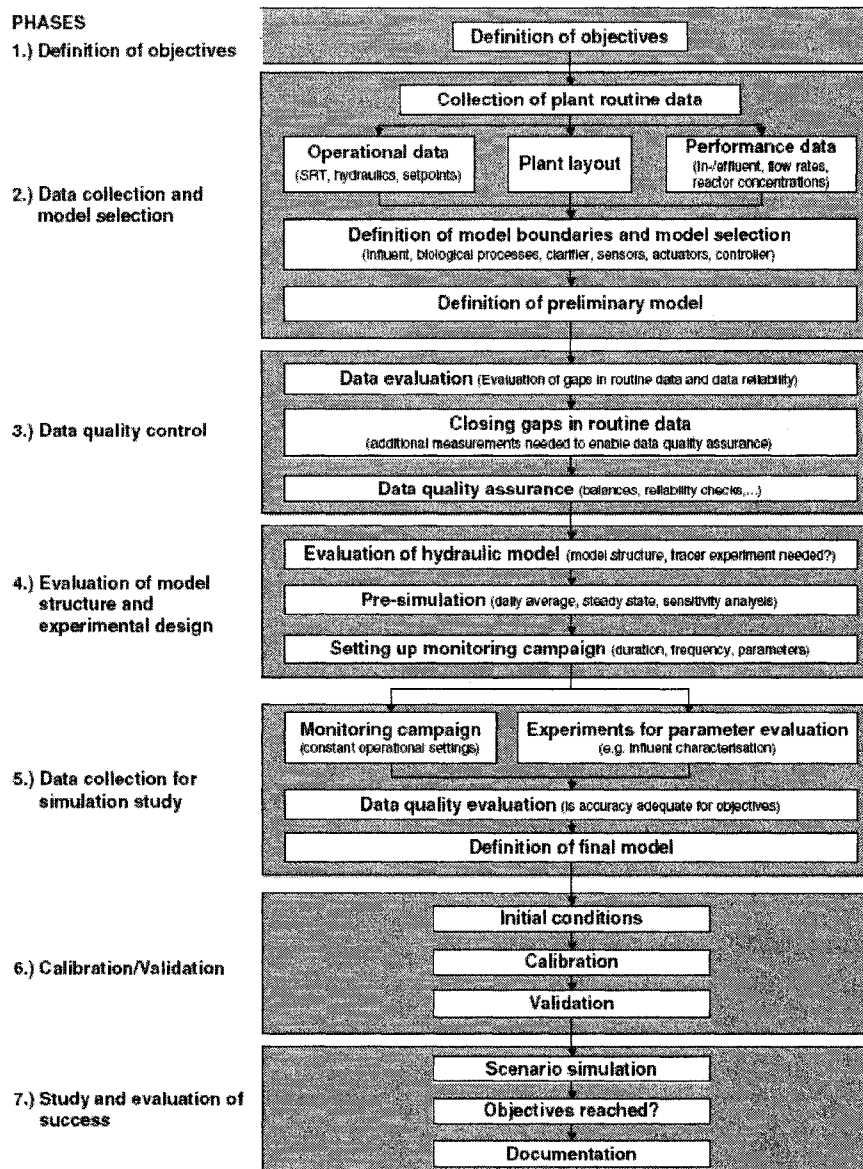 PHASES
1.) Definition of objectives
Definition of objectives
2.) Data collection and
model selection
Collection of plant routine data
Operational data
(SRT, hydraulics, setpoints)
Plant layout
Performance data
(in-/effluent, flow rates,
reactor concentrations)
Definition of model boundaries and model selection
(influent, biological processes, clarifier, sensors, actuators, controller)
Definition of preliminary model
3.) Data quality control
Data evaluation (Evaluation of gaps in routine data and data reliability)
Closing gaps in routine data
(additional measurements needed to enable data quality assurance)
Data quality assurance (balances, reliability checks,...)
4.) Evaluation of model
structure and
experimental design
Evaluation of hydraulic model (model structure, tracer experiment needed?)
Pre-simulation (daily average, steady state, sensitivity analysis)
Setting up monitoring campaign (duration, frequency, parameters)
5.) Data collection for
simulation study
Monitoring campaign
(constant operational settings)
Experiments for parameter evaluation
(e.g. influent characterisation)
Data quality evaluation (is accuracy adequate for objectives)
Definition of final model
6.) Calibration/Validation
Initial conditions
Calibration
Validation
7.) Study and evaluation of
success
Scenario simulation
Objectives reached?
Documentation